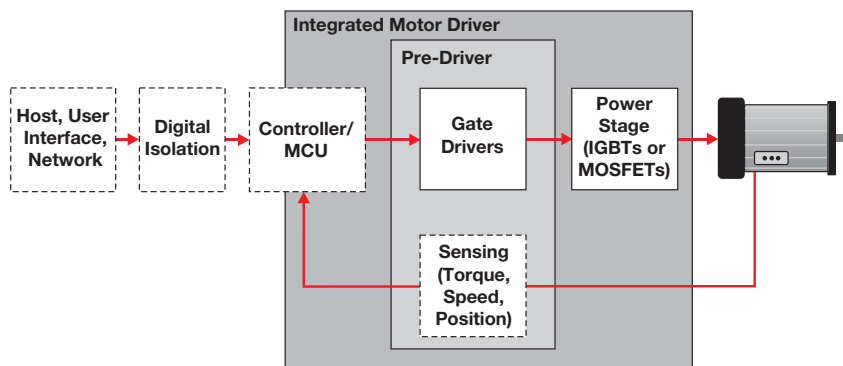 Integrated Motor Driver
Pre-Driver
Host, User
Interface,
Network
Digital
Isolation
Controller/
MCU
Gate
Drivers
Power
Stage
(IGBTs or
MOSFETs)
Sensing
(Torque,
Speed,
Position)